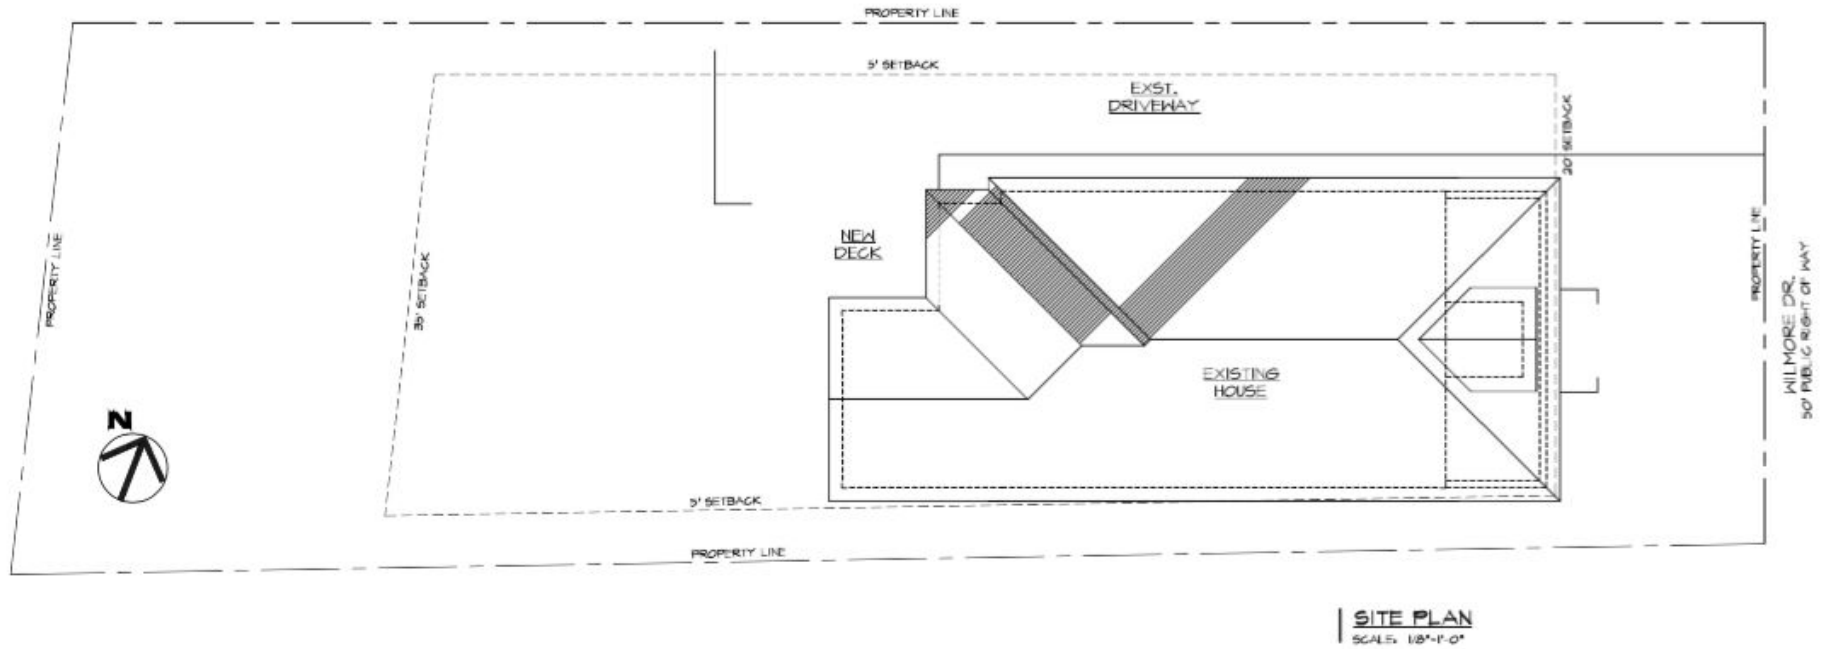 PROPERTY LINE
5' SETBACK
EXST.
DRIVEWAY
20' SETBACK
PROPERTY LINE
35' SETBACK
NEW
DECK
PROPERTY LINE
WILMORE DR.
50' PUBLIC RIGHT OF WAY
EXISTING
HOUSE
N
5' SETBACK
PROPERTY LINE
SITE PLAN
SCALE: 1/8"=1'-0"